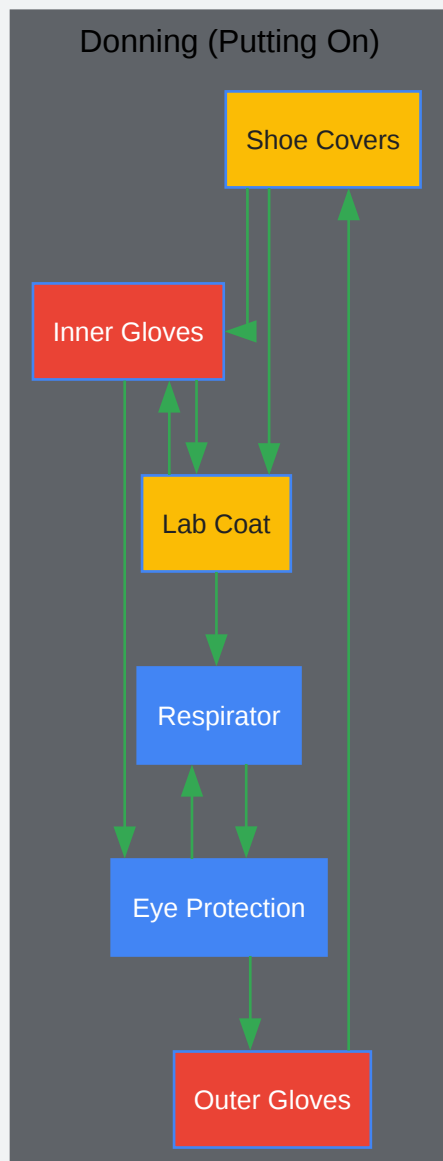 Donning (Putting On)
Shoe Covers
Inner Gloves
Lab Coat
Respirator
Eye Protection
Outer Gloves